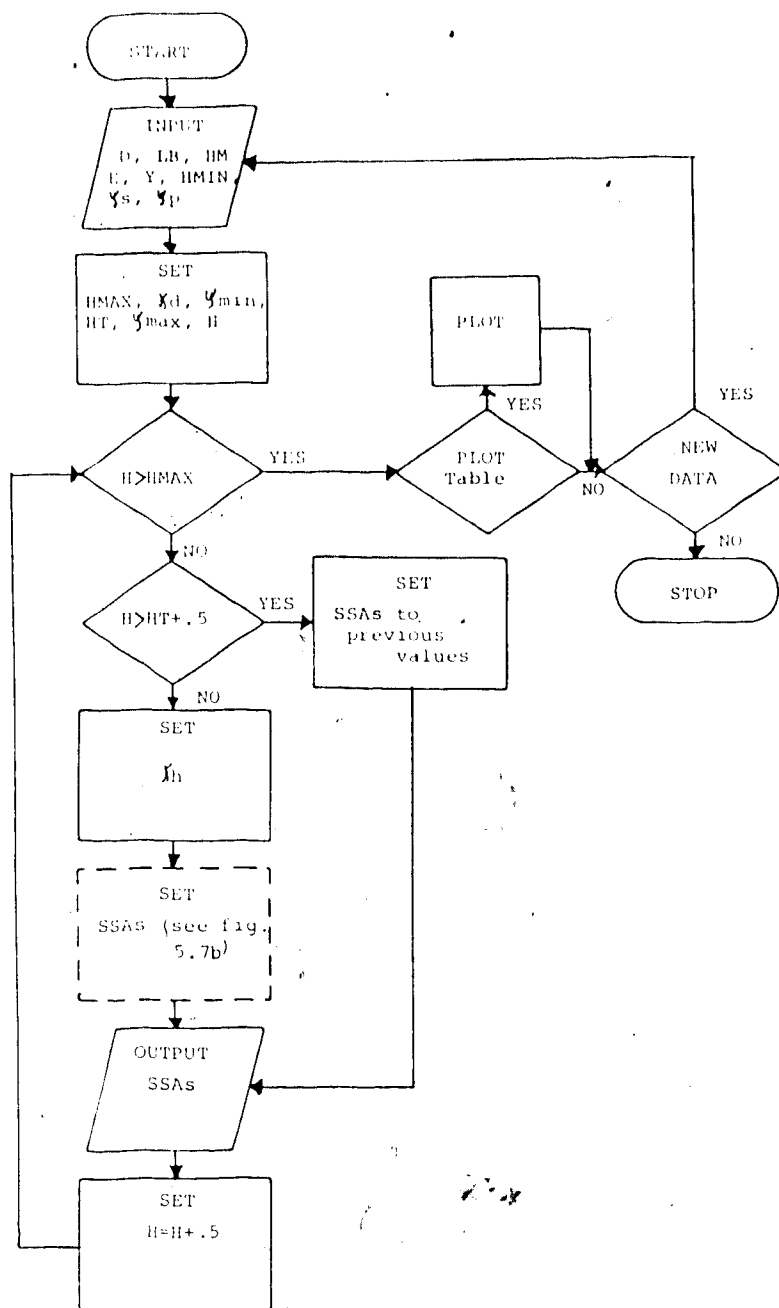 START
INPUT
D, LB, HM
E, Y, HMIN
γs, γp
SET
HMAX, γd, γmin,
HT, γmax, H
H>HMAX
YES
PLOT
YES
PLOT
Table
NO
YES
NEW
DATA
NO
STOP
NO
H>HT+.5
YES
SET
SSAs to
previous
values
NO
SET
γh
SET
SSAs (see fig.
5.7b)
OUTPUT
SSAs
SET
H=H+.5